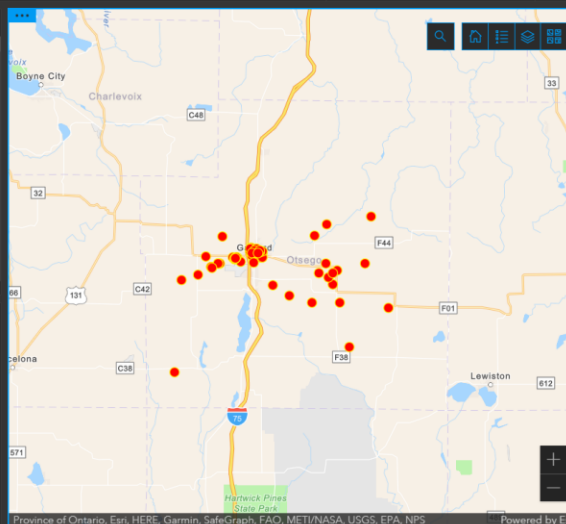 voix
Boyne City
Charlevoix
33
C48
32
F44
Otsego
C42
66
131
F01
celona
F38
C38
Lewiston
612
75
571
Hartwick Pines
State Park
Province of Ontario, Esri, HERE, Garmin, SafeGraph, FAO, METI/NASA, USGS, EPA, NPS
Powered by E